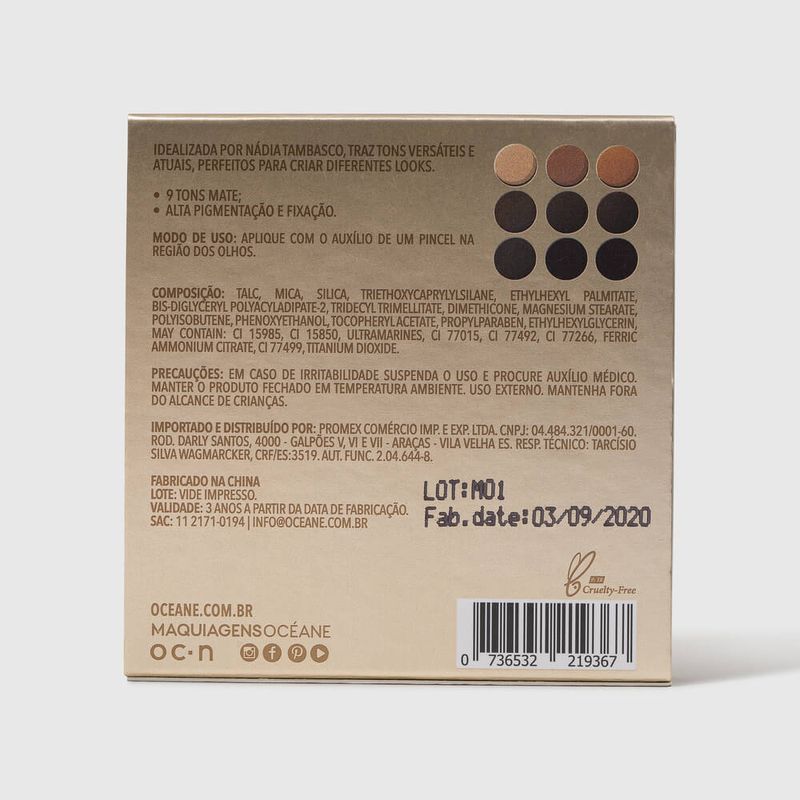 IDEALIZADA POR NÁDIA TAMBASCO, TRAZ TONS VERSÁTEIS E
ATUAIS, PERFEITOS PARA CRIAR DIFERENTES LOOKS.
• 9 TONS MATE;
• ALTA PIGMENTAÇÃO E FIXAÇÃO.
MODO DE USO: APLIQUE COM O AUXÍLIO DE UM PINCEL NA
REGIÃO DOS OLHOS.
COMPOSIÇÃO: TALC, MICA, SILICA, TRIETHOXYCAPRYLYLSILANE, ETHYLHEXYL PALMITATE,
BIS-DIGLYCERYL POLYACYLADIPATE-2, TRIDECYL TRIMELLITATE, DIMETHICONE, MAGNESIUM STEARATE,
POLYISOBUTENE, PHENOXYETHANOL, TOCOPHERYL ACETATE, PROPYLPARABEN, ETHYLHEXYLGLYCERIN,
MAY CONTAIN: CI 15985, CI 15850, ULTRAMARINES, CI 77015, CI 77492, CI 77266, FERRIC
AMMONIUM CITRATE, CI 77499, TITANIUM DIOXIDE.
PRECAUÇÕES: EM CASO DE IRRITABILIDADE SUSPENDA O USO E PROCURE AUXÍLIO MÉDICO.
MANTER O PRODUTO FECHADO EM TEMPERATURA AMBIENTE. USO EXTERNO. MANTENHA FORA
DO ALCANCE DE CRIANÇAS.
IMPORTADO E DISTRIBUÍDO POR: PROMEX COMÉRCIO IMP. E EXP. LTDA. CNPJ: 04.484.321/0001-60.
ROD. DARLY SANTOS, 4000 - GALPÕES V, VI E VII - ARAÇAS - VILA VELHA ES. RESP. TÉCNICO: TARCÍSIO
SILVA WAGMARCKER, CRF/ES:3519. AUT. FUNC. 2.04.644-8.
FABRICADO NA CHINA
LOTE: VIDE IMPRESSO.
VALIDADE: 3 ANOS A PARTIR DA DATA DE FABRICAÇÃO.
SAC: 11 2171-0194 | INFO@OCEANE.COM.BR
LOT:M01
Fab.date:03/09/2020
Cruelty-Free
OCEANE.COM.BR
MAQUIAGENSOCÉANE
oc·n
0 736532 219367